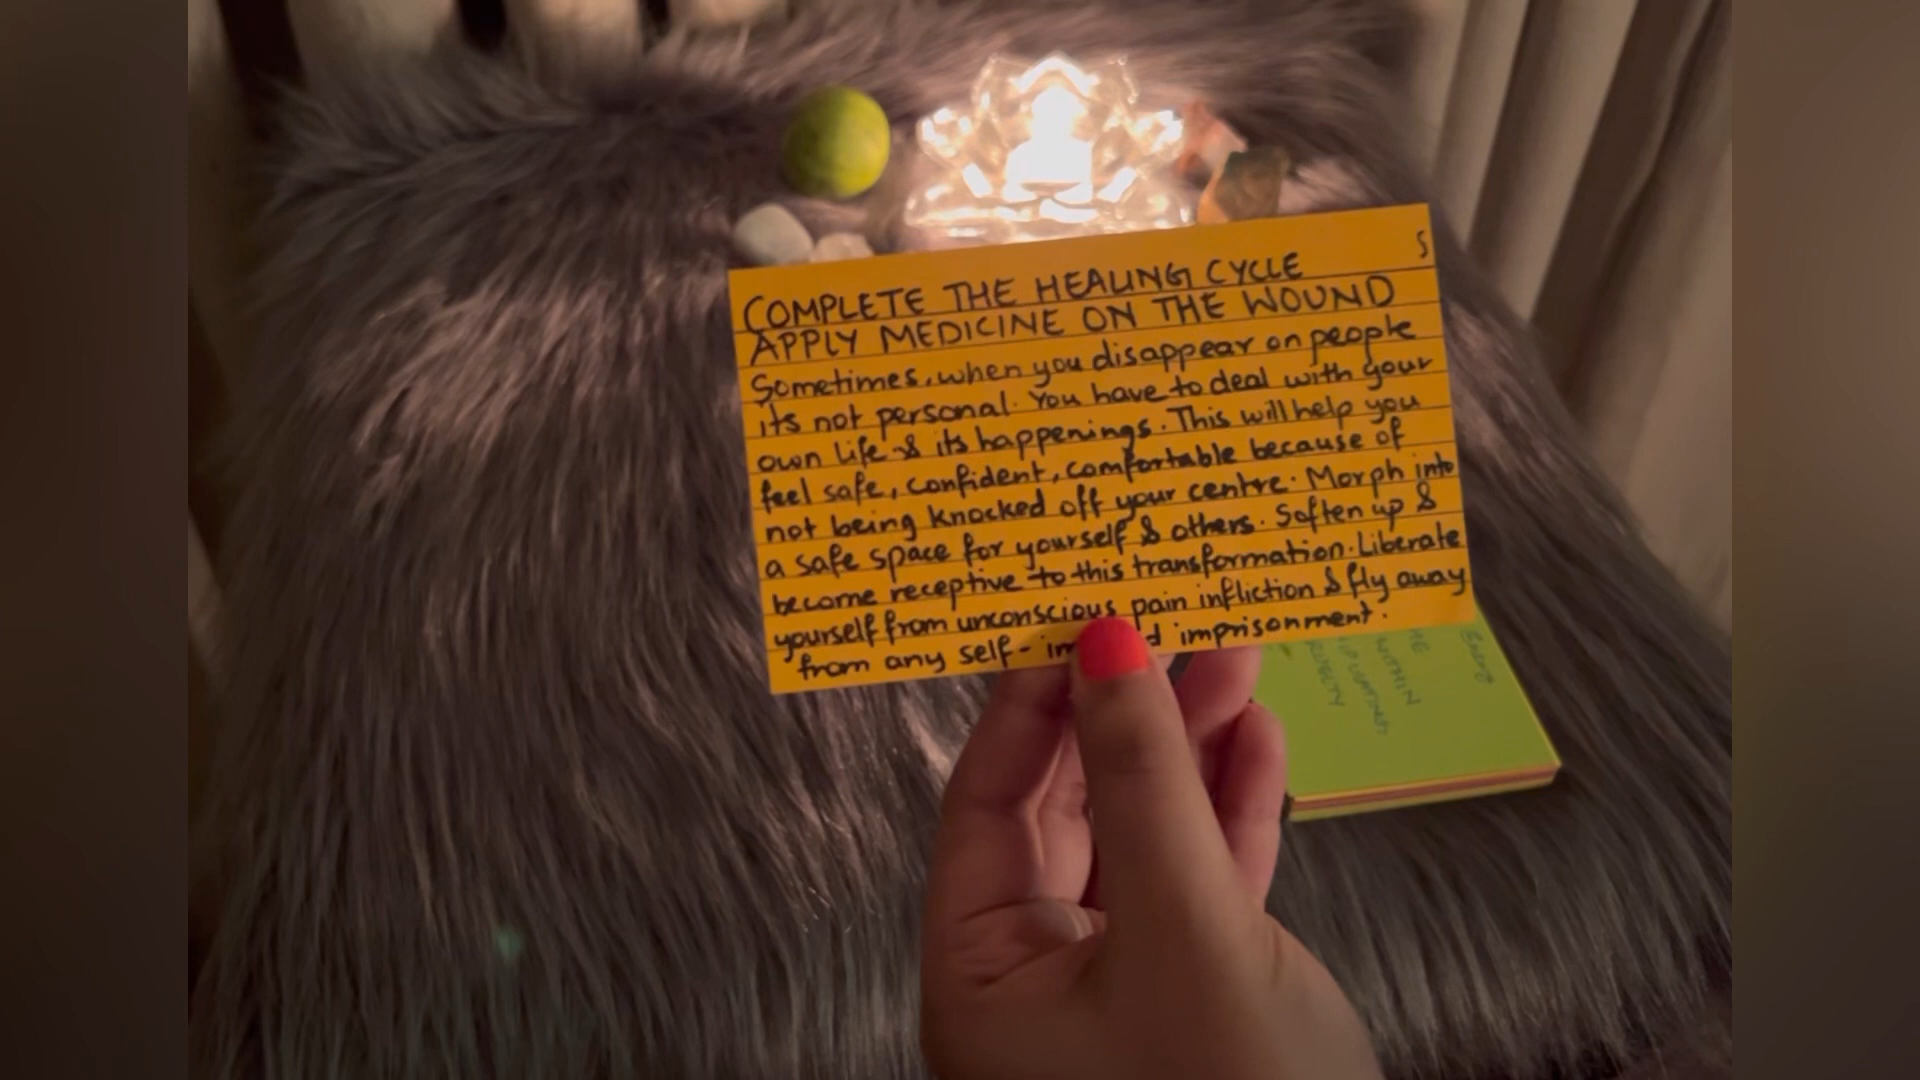 S
COMPLETE THE HEALING CYCLE
APPLY MEDICINE ON THE WOUND
Sometimes, when you disappear on people
its not personal. You have to deal with your
own life & its happenings. This will help you
feel safe, confident, comfortable because of
not being knocked off your centre. Morph into
a safe space for yourself & others. Soften up &
become receptive to this transformation. Liberate
yourself from unconscious pain infliction & fly away
from any self- im d imprisonment.
WITHIN